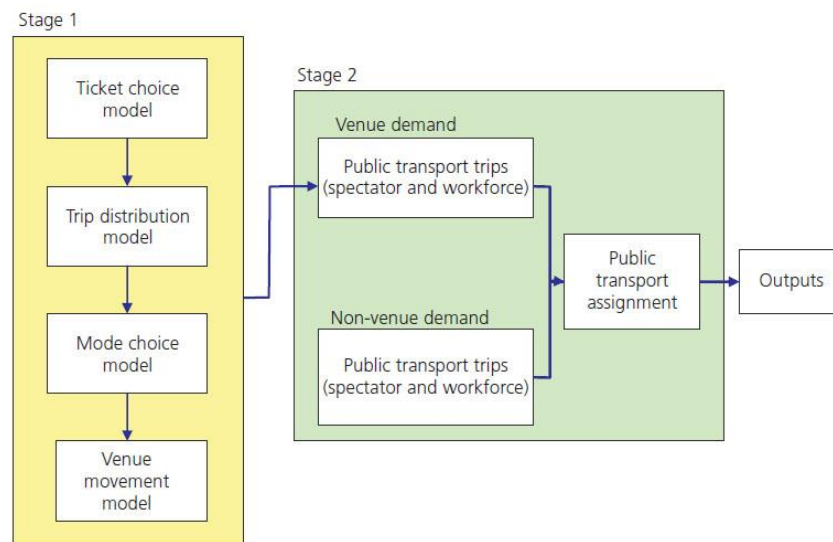 Stage 1
Ticket choice
model
Trip distribution
model
Mode choice
model
Venue
movement
model
Stage 2
Venue demand
Public transport trips
(spectator and workforce)
Non-venue demand
Public transport trips
(spectator and workforce)
Public
transport
assignment
Outputs